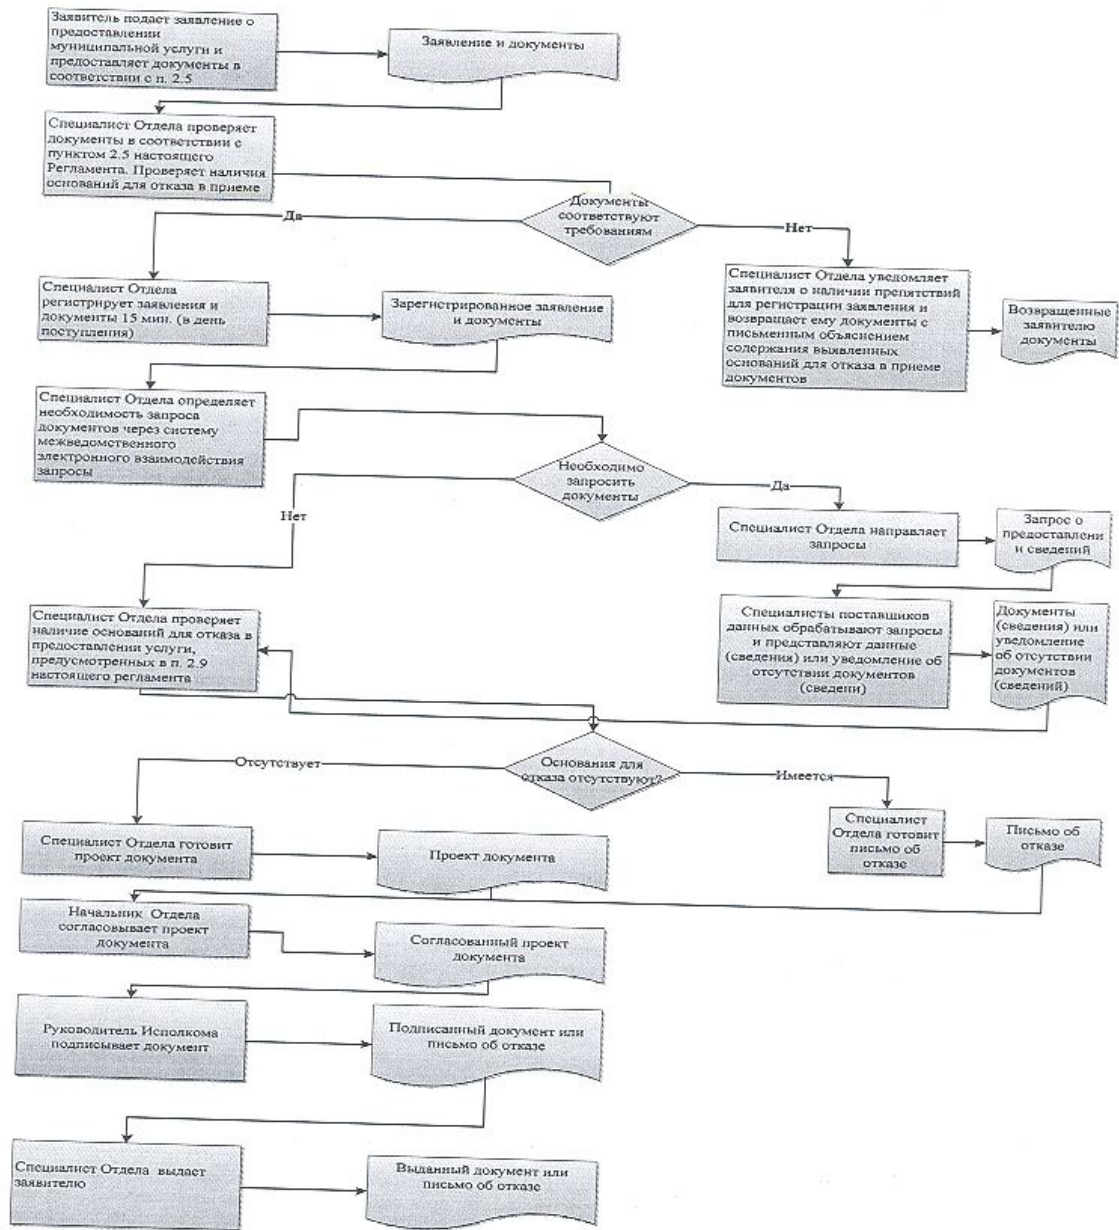 Заявитель подает заявление о
предоставлении
муниципальной услуги и
предоставляет документы в
соответствии с п. 2.5
Заявление и документы
Специалист Отдела проверяет
документы в соответствии с
пунктом 2.5 настоящего
Регламента. Проверяет наличия
оснований для отказа в приеме
Документы
соответствуют
требованиям
Да
Нет
Специалист Отдела
регистрирует заявления и
документы 15 мин. (в день
поступления)
Зарегистрированное заявление
и документы
Специалист Отдела уведомляет
заявителя о наличии препятствий
для регистрации заявления и
возвращает ему документы с
письменным объяснением
содержания выявленных
оснований для отказа в приеме
документов
Возвращенные
заявителю
документы
Специалист Отдела определяет
необходимость запроса
документов через систему
межведомственного
электронного взаимодействия
запросы
Необходимо
запросить
документы
Да
Нет
Специалист Отдела направляет
запросы
Запрос о
предоставлени
и сведений
Специалист Отдела проверяет
наличие оснований для отказа в
предоставлении услуги,
предусмотренных в п. 2.9
настоящего регламента
Специалисты поставщиков
данных обрабатывают запросы
и представляют данные
(сведения) или уведомление об
отсутствии документов
(сведени)
Документы
(сведения) или
уведомление
об отсутствии
документов
(сведений)
Основания для
отказа отсутствуют?
Отсутствует
Имеется
Специалист Отдела готовит
проект документа
Проект документа
Специалист
Отдела готовит
письмо об
отказе
Письмо об
отказе
Начальник Отдела
согласовывает проект
документа
Согласованный проект
документа
Руководитель Исполкома
подписывает документ
Подписанный документ или
письмо об отказе
Специалист Отдела выдает
заявителю
Выданный документ или
письмо об отказе